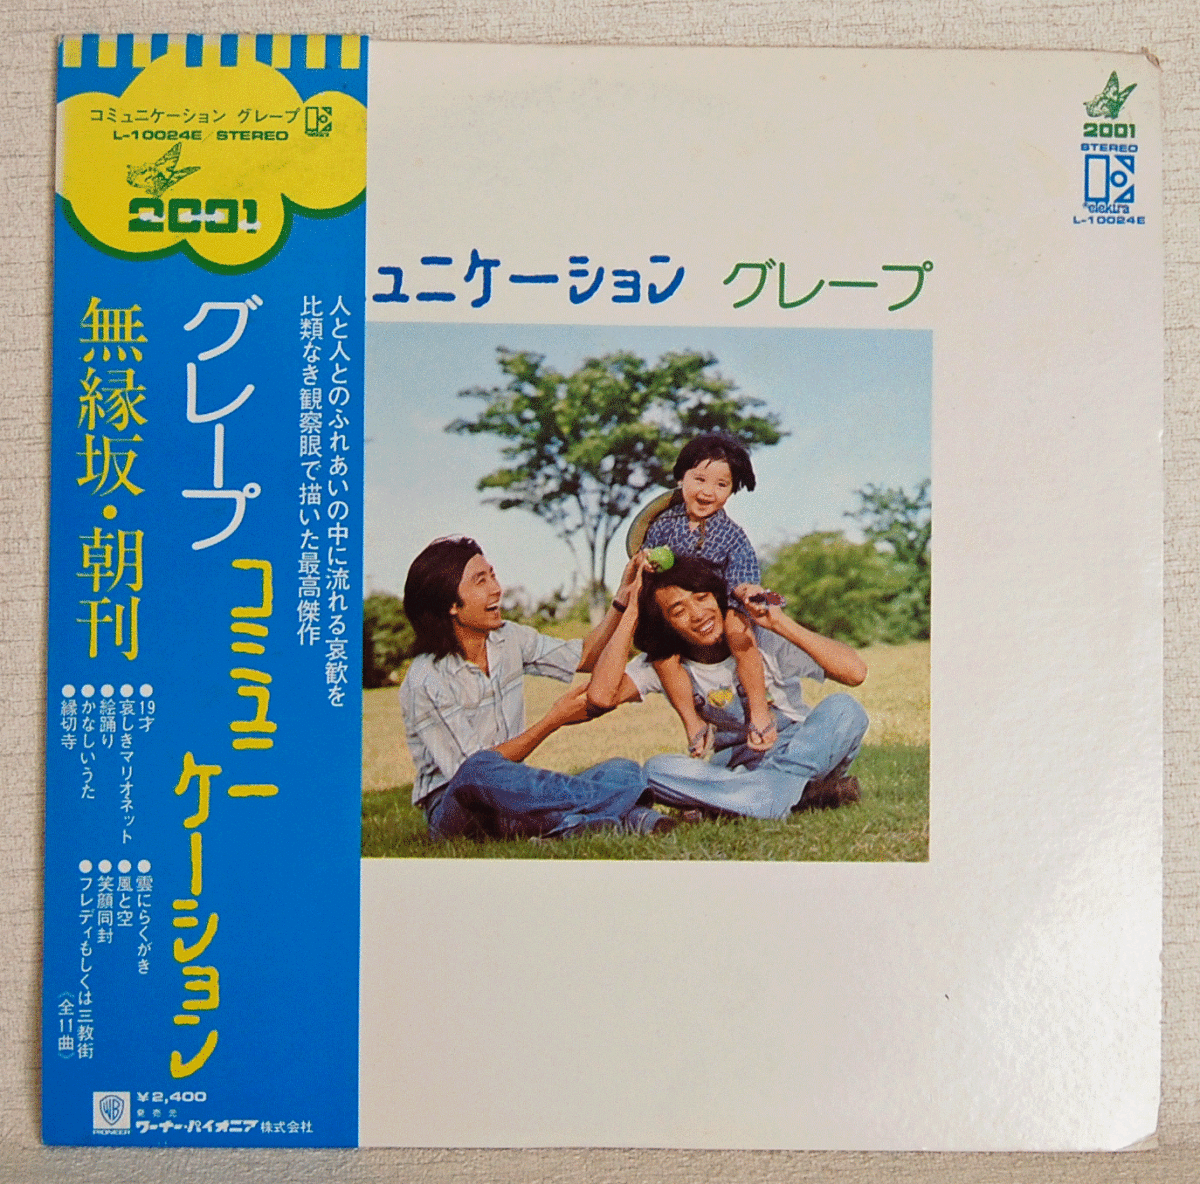 コミュニケーション グレープ
L-10024E/STEREO
2001
人と人とのふれあいの中に流れる哀歓を
比類なき観察眼で描いた最高傑作
グレープ
コミュニ
ケーション
無縁坂・朝刊
●19才
●哀しきマリオネット
●絵踊り
●かなしいうた
●縁切寺
●雲にらくがき
●風と空
●笑顔同封
●フレディもしくは三教街
《全11曲》
WB
PIONEER
¥2,400
発売元
ワーナー・パイオニア株式会社
ュニケーション グレープ
2001
STEREO
elektra
L-10024E